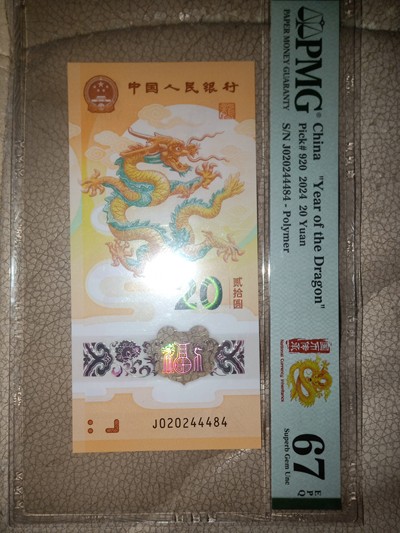 中国人民银行
20
贰拾圆
J020244484
PMG
PAPER MONEY GUARANTY
China "Year of the Dragon"
Pick# 920 2024 20 Yuan
S/N J020244484 - Polymer
67
EPQ
Superb Gem Unc